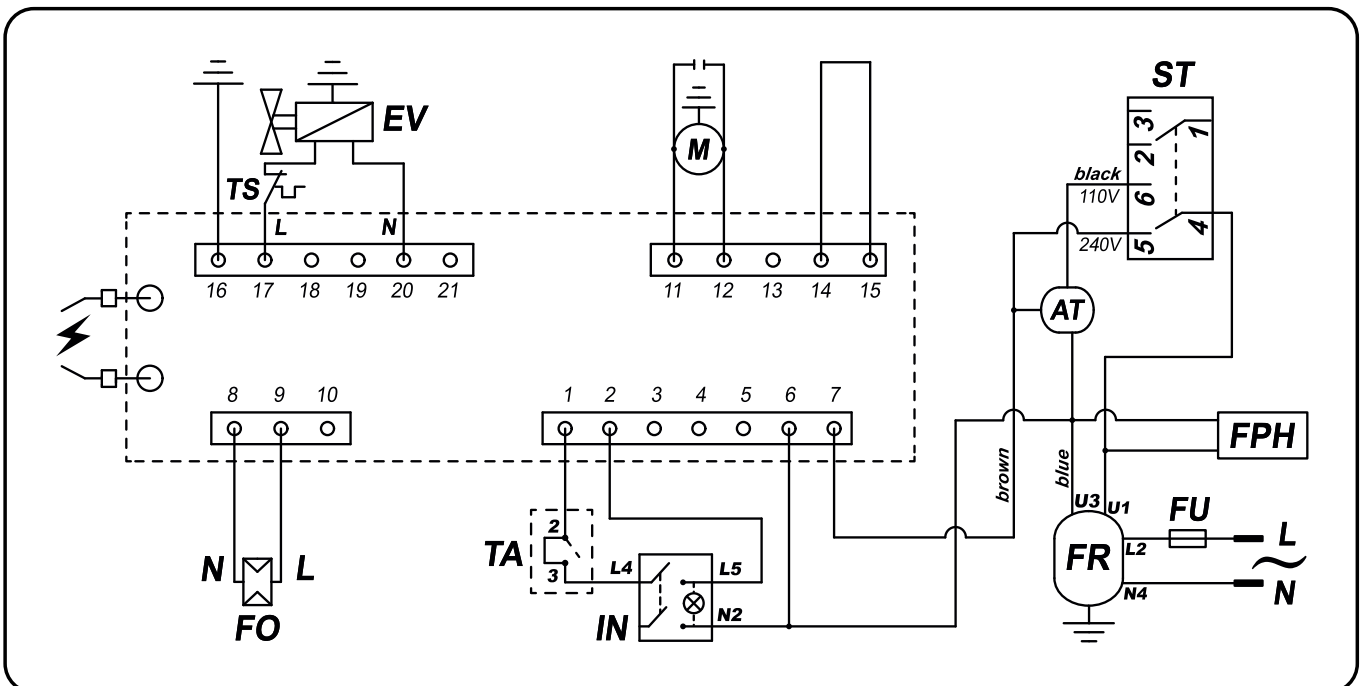 ST
EV
3
1
M
2
black
TS
110V
6
4
L
N
240V
5
16
17
18
19
20
21
11
12
13
14
15
AT
8
9
10
1
2
3
4
5
6
7
FPH
brown
blue
U3
U1
FU
2
L2
L
TA
FR
N
L
3
L4
L5
N4
N
FO
IN
N2